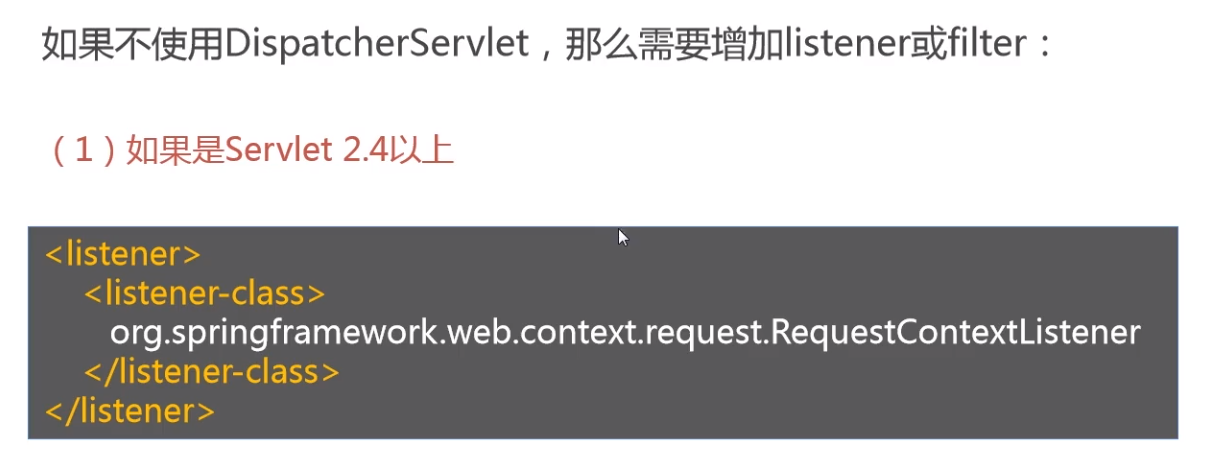 如果不使用DispatcherServlet，那么需要增加listener或filter：
（1）如果是Servlet 2.4以上
<listener>
<listener-class>
org.springframework.web.context.request.RequestContextListener
</listener-class>
</listener>